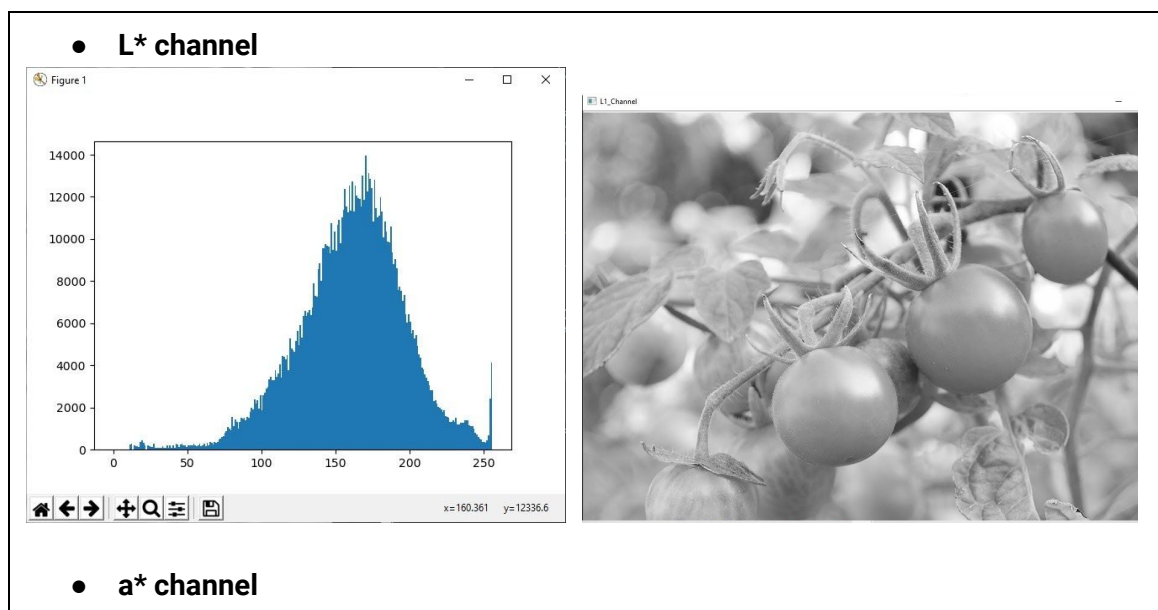 ● L* channel
Figure 1
L1_Channel
14000
12000
10000
8000
6000
4000
2000
0
0 50 100 150 200 250
x=160.361 y=12336.6
● a* channel